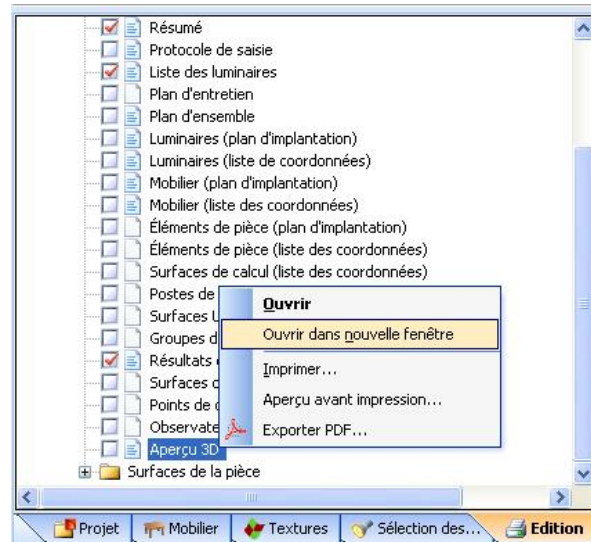 Résumé
Protocole de saisie
Liste des luminaires
Plan d'entretien
Plan d'ensemble
Luminaires (plan d'implantation)
Luminaires (liste de coordonnées)
Mobilier (plan d'implantation)
Mobilier (liste des coordonnées)
Éléments de pièce (plan d'implantation)
Éléments de pièce (liste des coordonnées)
Surfaces de calcul (liste des coordonnées)
Postes de
Surfaces
Groupes
Résultats
Surfaces
Points de
Aperçu 3D
Ouvrir
Ouvrir dans nouvelle fenêtre
Imprimer...
Aperçu avant impression...
Exporter PDF...
Surfaces de la pièce
Projet Mobilier Textures Sélection des... Edition